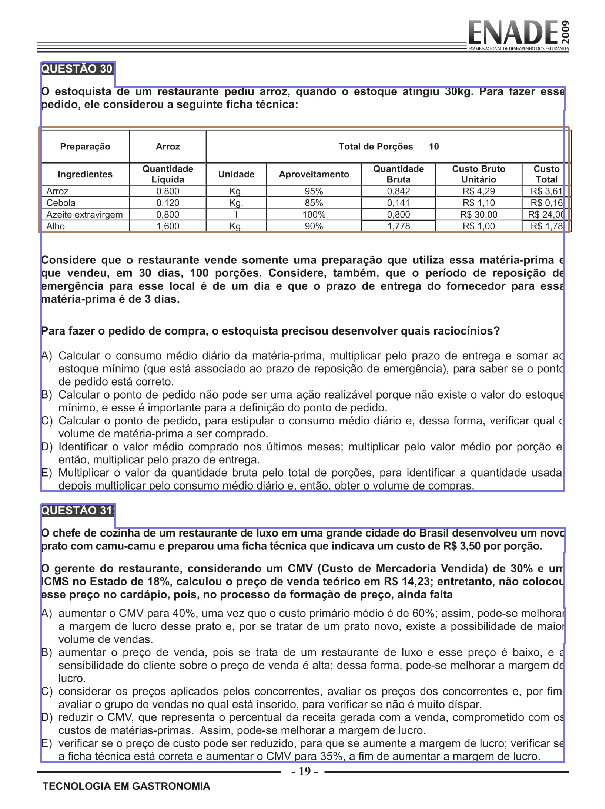 ENADE 2009
EXAME NACIONAL DE DESEMPENHO DOS ESTUDANTES
QUESTÃO 30
O estoquista de um restaurante pediu arroz, quando o estoque atingiu 30kg. Para fazer esse
pedido, ele considerou a seguinte ficha técnica:
Preparação Arroz Total de Porções 10
Ingredientes Quantidade Líquida Unidade Aproveitamento Quantidade Bruta Custo Bruto Unitário Custo Total
Arroz 0,800 Kg. 95% 0,842 R$ 4,29 R$ 3,61
Cebola 0,120 Kg. 85% 0,141 R$ 1,10 R$ 0,16
Azeite extravirgem 0,800 l 100% 0,800 R$ 30,00 R$ 24,00
Alho 1,600 Kg. 90% 1,778 R$ 1,00 R$ 1,78
Considere que o restaurante vende somente uma preparação que utiliza essa matéria-prima e
que vendeu, em 30 dias, 100 porções. Considere, também, que o período de reposição de
emergência para esse local é de um dia e que o prazo de entrega do fornecedor para essa
matéria-prima é de 3 dias.
Para fazer o pedido de compra, o estoquista precisou desenvolver quais raciocínios?
A) Calcular o consumo médio diário da matéria-prima, multiplicar pelo prazo de entrega e somar ao
estoque mínimo (que está associado ao prazo de reposição de emergência), para saber se o ponto
de pedido está correto.
B) Calcular o ponto de pedido não pode ser uma ação realizável porque não existe o valor do estoque
mínimo, e esse é importante para a definição do ponto de pedido.
C) Calcular o ponto de pedido, para estipular o consumo médio diário e, dessa forma, verificar qual o
volume de matéria-prima a ser comprado.
D) Identificar o valor médio comprado nos últimos meses; multiplicar pelo valor médio por porção e,
então, multiplicar pelo prazo de entrega.
E) Multiplicar o valor da quantidade bruta pelo total de porções, para identificar a quantidade usada;
depois multiplicar pelo consumo médio diário e, então, obter o volume de compras.
QUESTÃO 31
O chefe de cozinha de um restaurante de luxo em uma grande cidade do Brasil desenvolveu um novo
prato com camu-camu e preparou uma ficha técnica que indicava um custo de R$ 3,50 por porção.
O gerente do restaurante, considerando um CMV (Custo de Mercadoria Vendida) de 30% e um
ICMS no Estado de 18%, calculou o preço de venda teórico em R$ 14,23; entretanto, não colocou
esse preço no cardápio, pois, no processo de formação de preço, ainda falta
A) aumentar o CMV para 40%, uma vez que o custo primário médio é de 60%; assim, pode-se melhorar
a margem de lucro desse prato e, por se tratar de um prato novo, existe a possibilidade de maior
volume de vendas.
B) aumentar o preço de venda, pois se trata de um restaurante de luxo e esse preço é baixo, e a
sensibilidade do cliente sobre o preço de venda é alta; dessa forma, pode-se melhorar a margem de
lucro.
C) considerar os preços aplicados pelos concorrentes, avaliar os preços dos concorrentes e, por fim,
avaliar o grupo de vendas no qual está inserido, para verificar se não é muito díspar.
D) reduzir o CMV, que representa o percentual da receita gerada com a venda, comprometido com os
custos de matérias-primas. Assim, pode-se melhorar a margem de lucro.
E) verificar se o preço de custo pode ser reduzido, para que se aumente a margem de lucro; verificar se
a ficha técnica está correta e aumentar o CMV para 35%, a fim de aumentar a margem de lucro.
- 19 -
TECNOLOGIA EM GASTRONOMIA